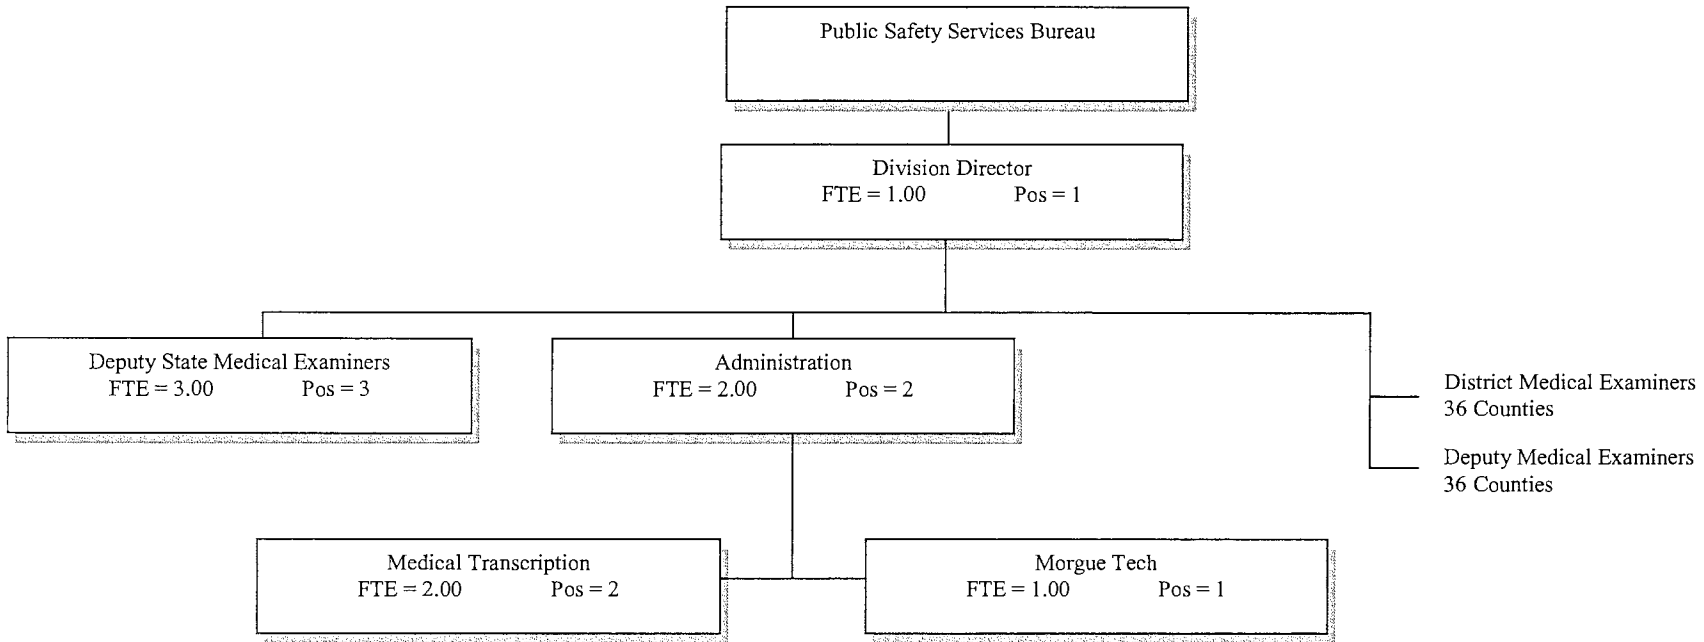 Public Safety Services Bureau
Division Director
FTE = 1.00 Pos = 1
Deputy State Medical Examiners
FTE = 3.00 Pos = 3
Administration
FTE = 2.00 Pos = 2
District Medical Examiners
36 Counties
Deputy Medical Examiners
36 Counties
Medical Transcription
FTE = 2.00 Pos = 2
Morgue Tech
FTE = 1.00 Pos = 1